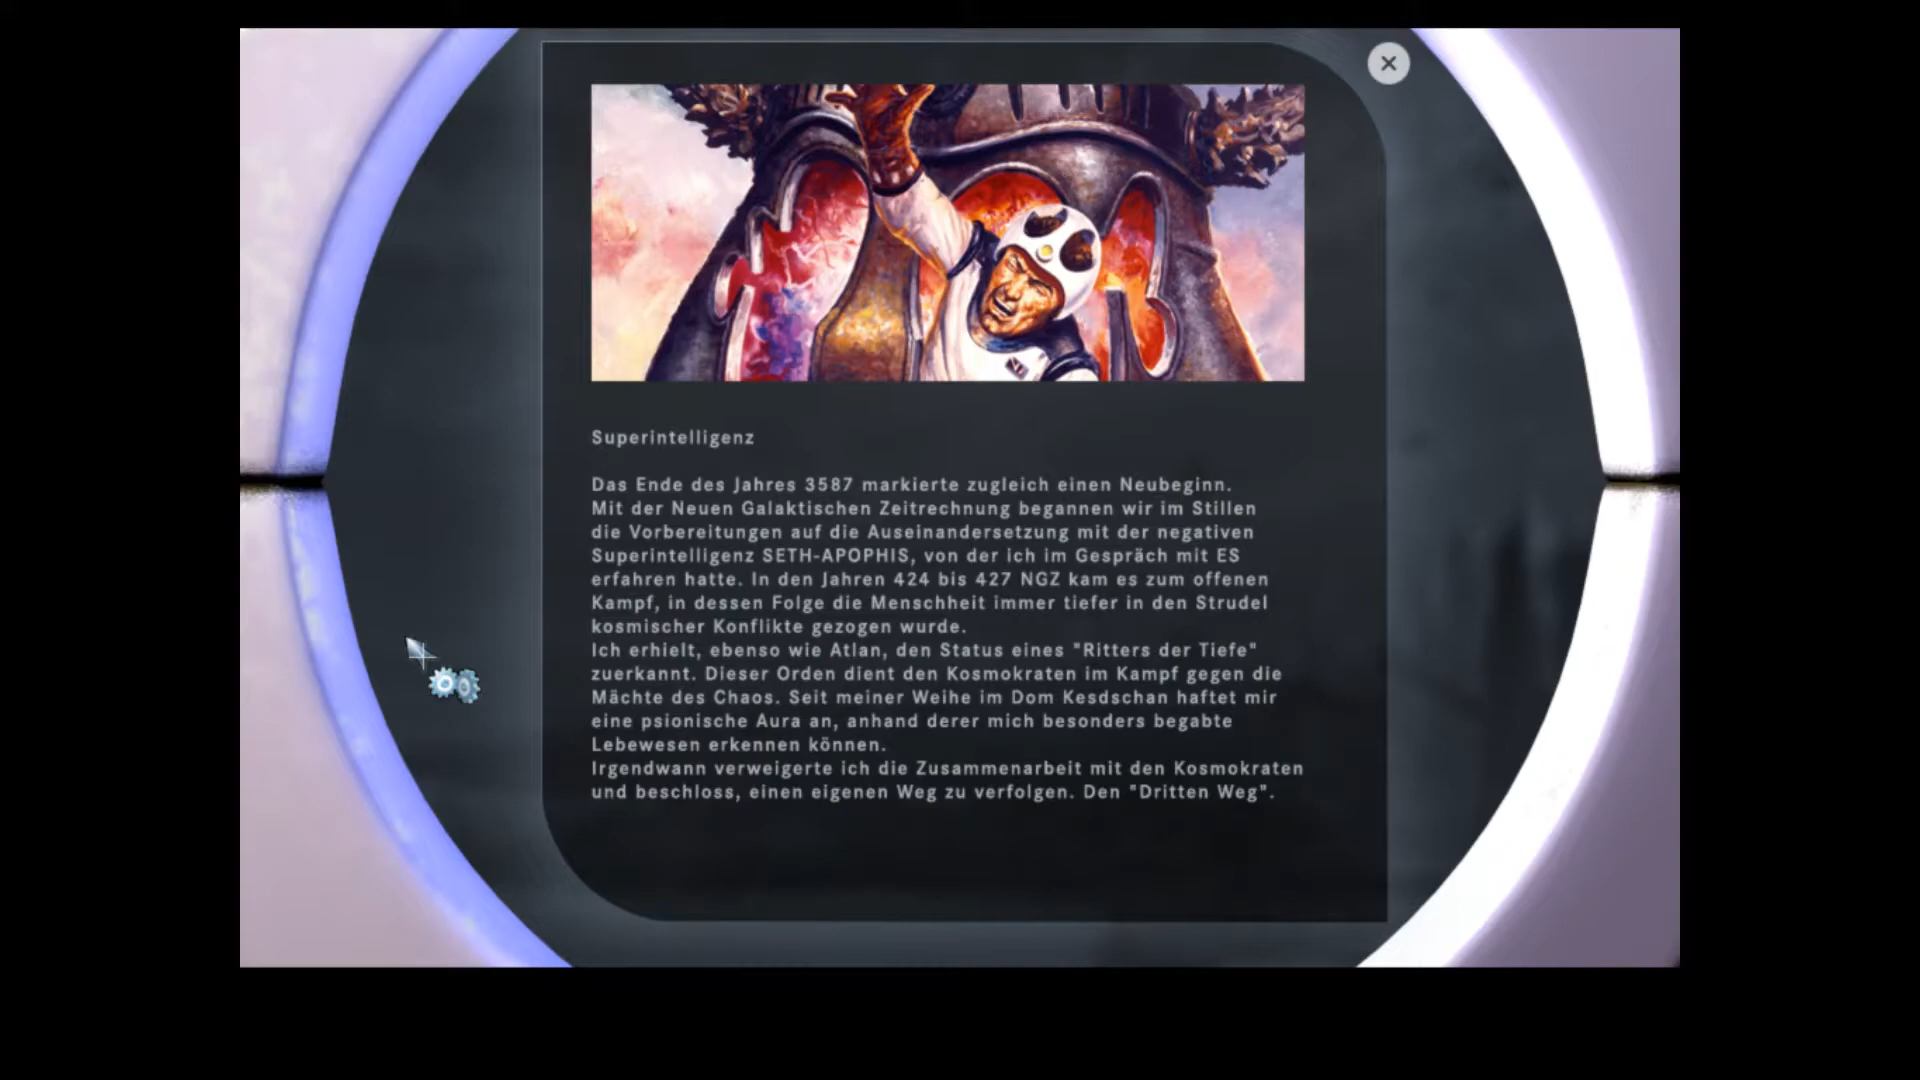 Superintelligenz
Das Ende des Jahres 3587 markierte zugleich einen Neubeginn.
Mit der Neuen Galaktischen Zeitrechnung begannen wir im Stillen
die Vorbereitungen auf die Auseinandersetzung mit der negativen
Superintelligenz SETH-APOPHIS, von der ich im Gespräch mit ES
erfahren hatte. In den Jahren 424 bis 427 NGZ kam es zum offenen
Kampf, in dessen Folge die Menschheit immer tiefer in den Strudel
kosmischer Konflikte gezogen wurde.
Ich erhielt, ebenso wie Atlan, den Status eines "Ritters der Tiefe"
zuerkannt. Dieser Orden dient den Kosmokraten im Kampf gegen die
Mächte des Chaos. Seit meiner Weihe im Dom Kesdschan haftet mir
eine psionische Aura an, anhand derer mich besonders begabte
Lebewesen erkennen können.
Irgendwann verweigerte ich die Zusammenarbeit mit den Kosmokraten
und beschloss, einen eigenen Weg zu verfolgen. Den "Dritten Weg".